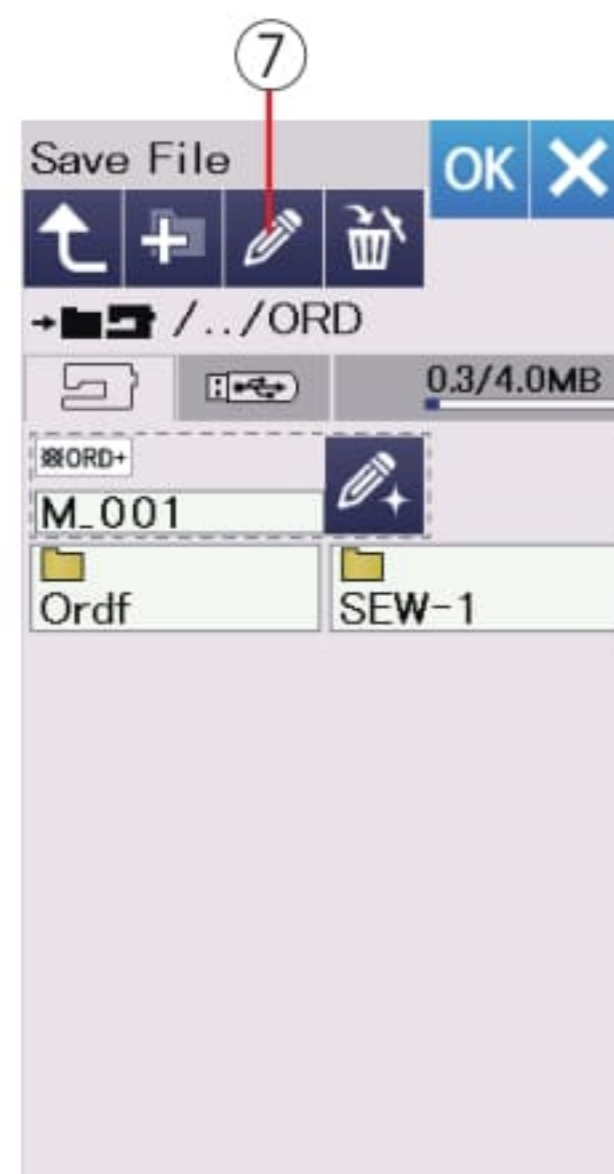 7
Save File
OK
/../ORD
0.3/4.0MB
ORD+
M_001
Ordf
SEW-1